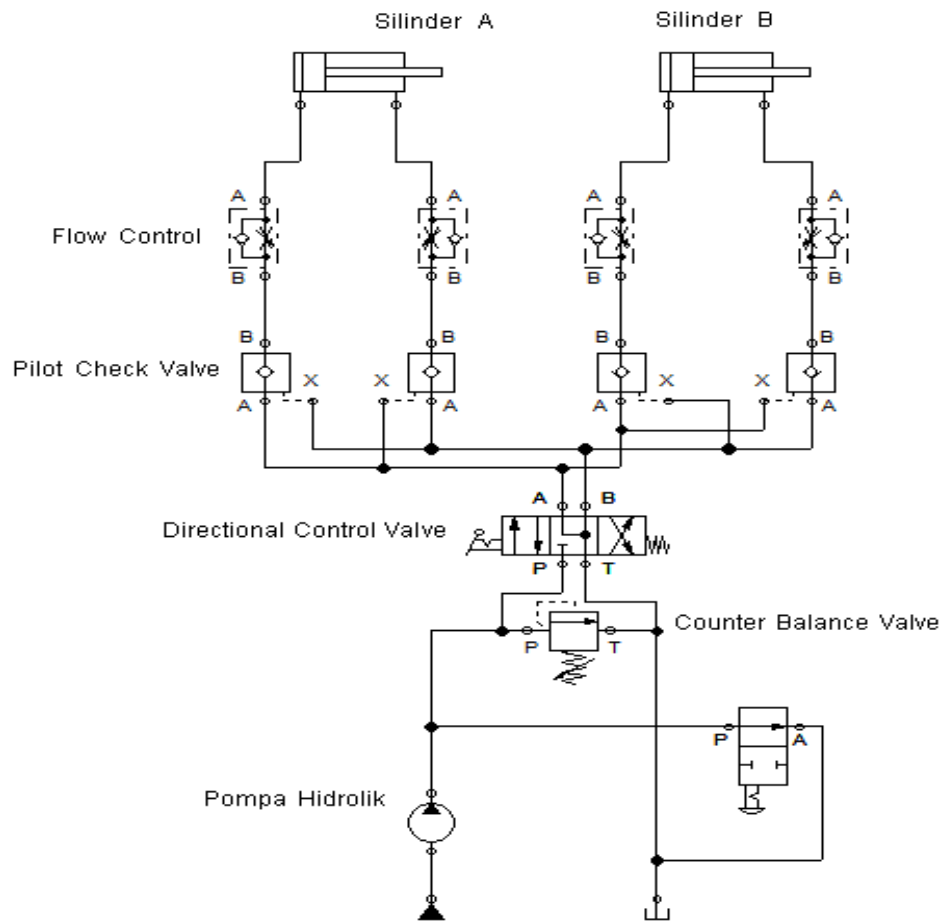 Silinder A
Silinder B
A
A
A
A
Flow Control
B
B
B
B
B
B
B
B
Pilot Check Valve
X
X
X
X
A
A
A
A
A
B
Directional Control Valve
P
T
Counter Balance Valve
P
T
P
A
Pompa Hidrolik